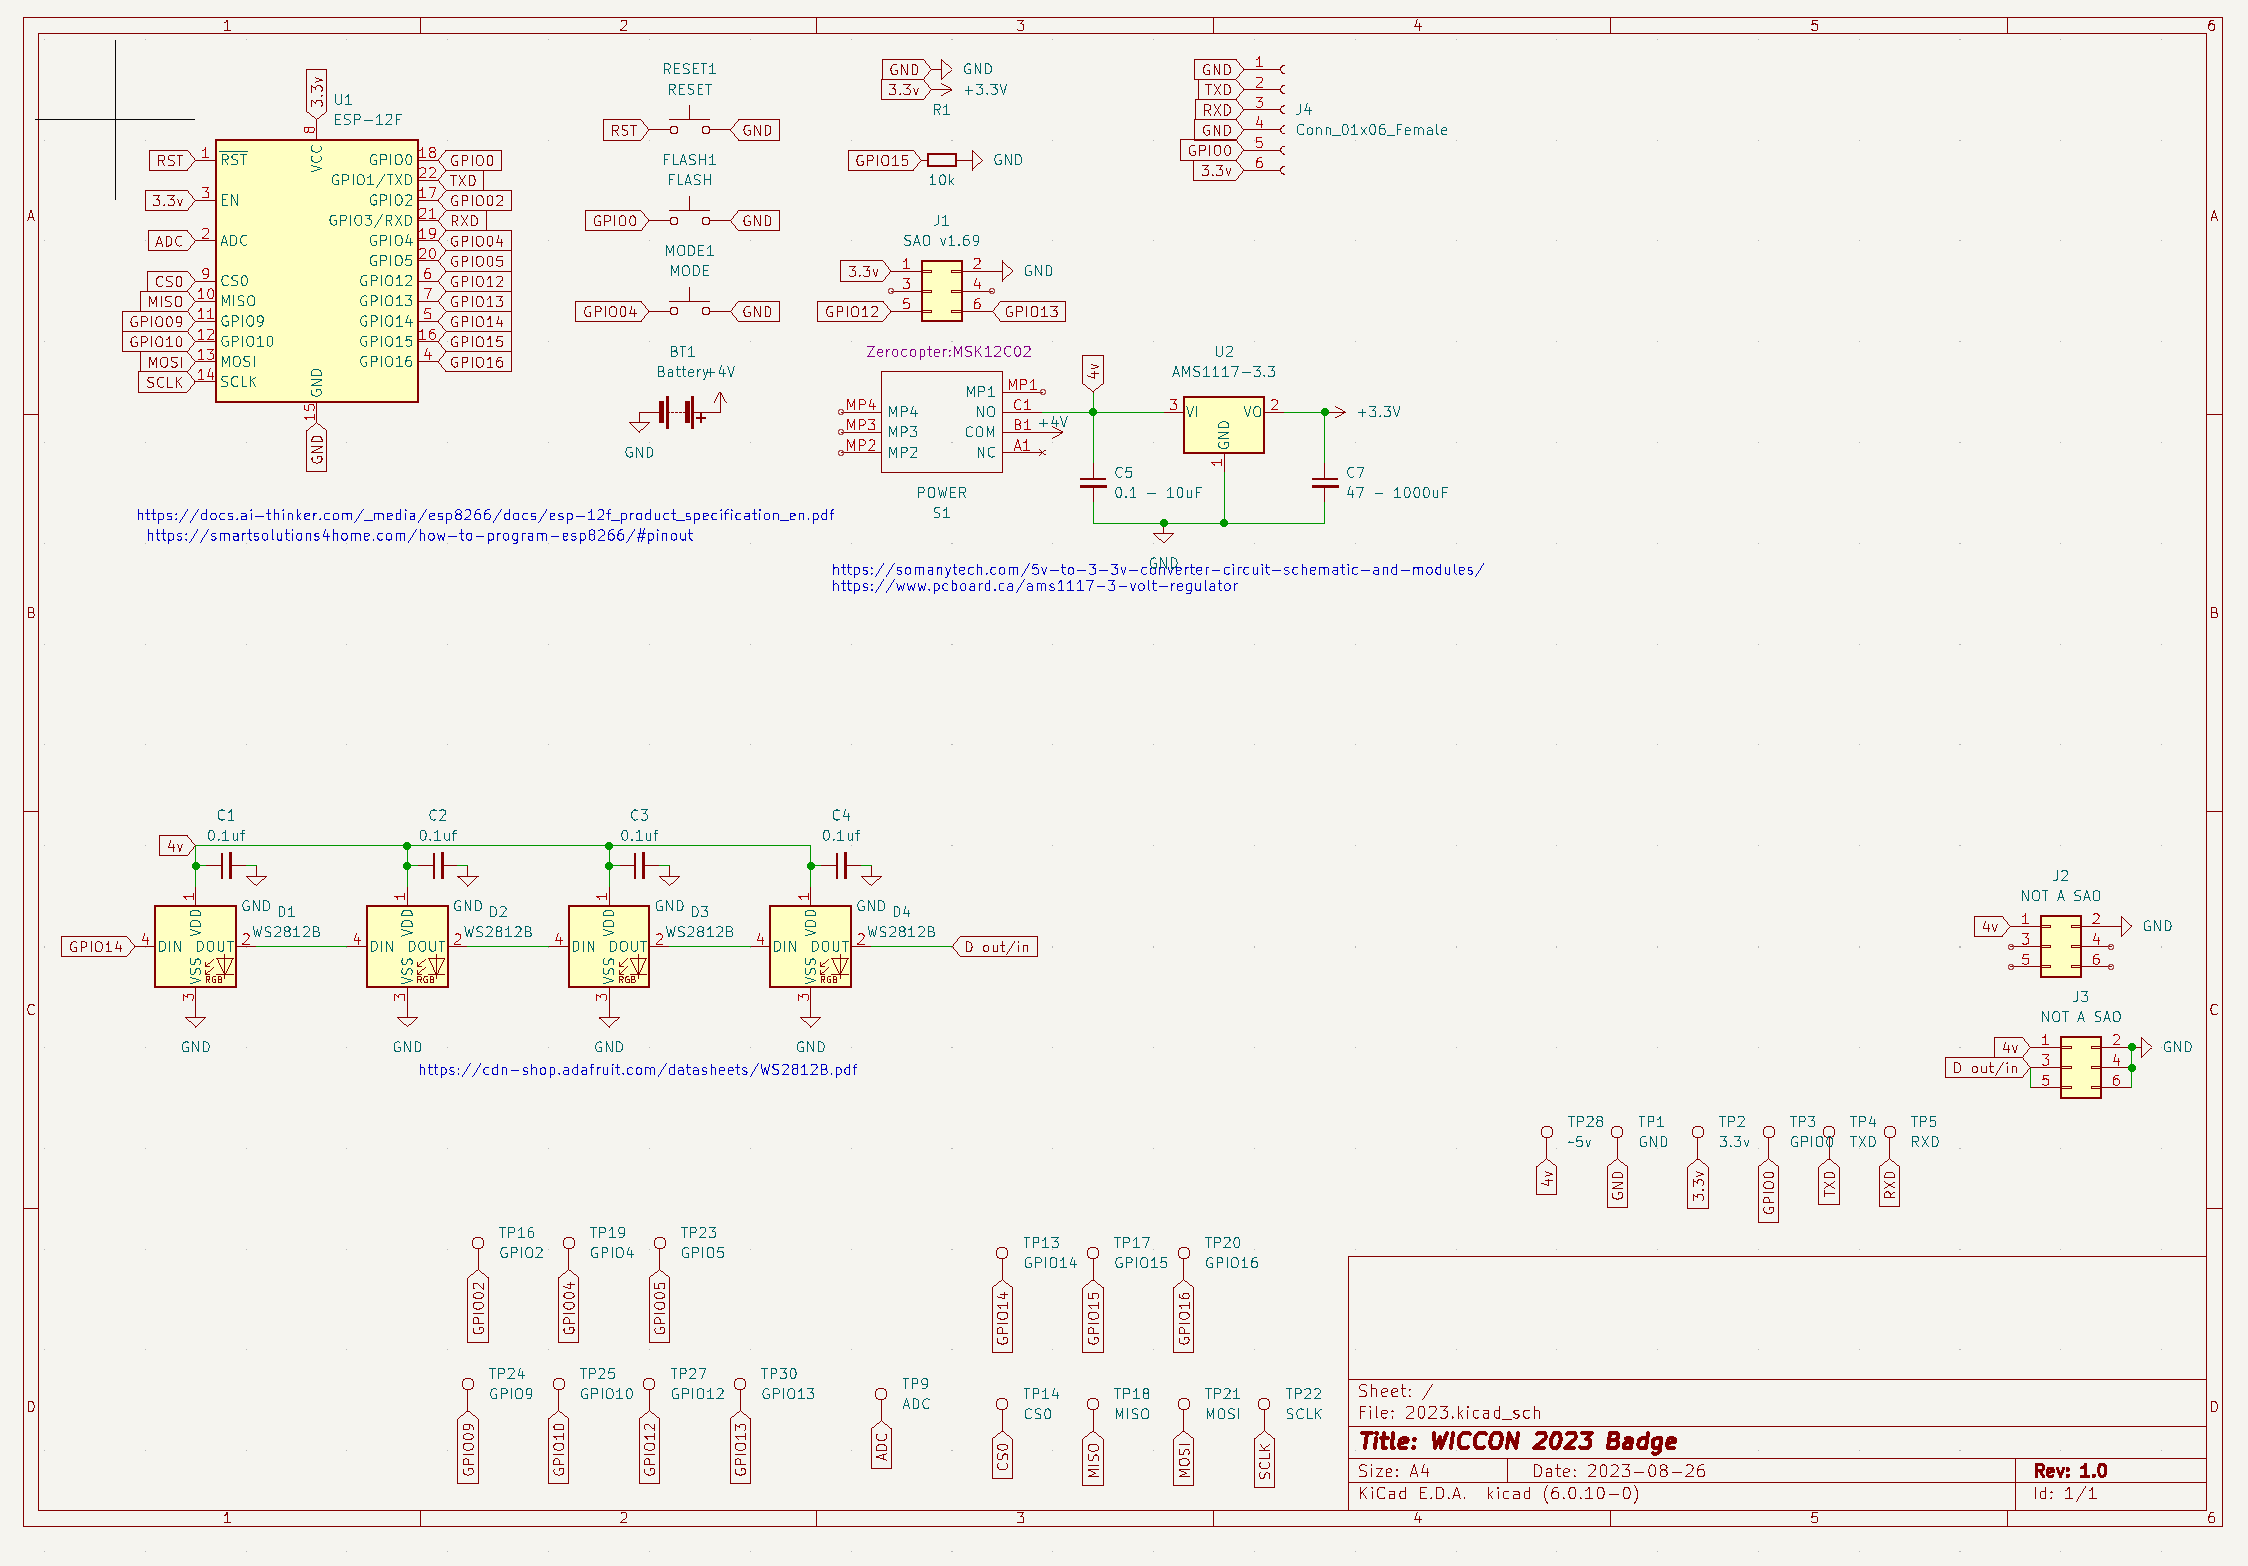 1 2 3 4 5 6
A
B
C
D
A
B
C
D
3.3v
U1
ESP-12F
8
VCC
RST 1 RST
3.3v 3 EN
ADC 2 ADC
CS0 9 CS0
MISO 10 MISO
GPIO09 11 GPIO9
GPIO10 12 GPIO10
MOSI 13 MOSI
SCLK 14 SCLK
GPIO0 18 GPIO0
GPIO1/TXD 22 TXD
GPIO2 17 GPIO02
GPIO3/RXD 21 RXD
GPIO4 19 GPIO04
GPIO5 20 GPIO05
GPIO12 6 GPIO12
GPIO13 7 GPIO13
GPIO14 5 GPIO14
GPIO15 16 GPIO15
GPIO16 4 GPIO16
GND
15
GND
https://docs.ai-thinker.com/_media/esp8266/docs/esp-12f_product_specification_en.pdf
https://smartsolutions4home.com/how-to-program-esp8266/#pinout
RESET1
RESET
RST GND
FLASH1
FLASH
GPIO0 GND
MODE1
MODE
GPIO04 GND
BT1
Battery +4V
+
GND
GND GND
3.3v +3.3V
R1
GPIO15 GND
10k
J1
SAO v1.69
3.3v 1 2 GND
3 4
GPIO12 5 6 GPIO13
GND 1
TXD 2
RXD 3 J4
GND 4 Conn_01x06_Female
GPIO0 5
3.3v 6
Zerocopter:MSK12C02
MP1 MP1
MP4 MP4 NO C1
MP3 MP3 COM B1 +4V
MP2 MP2 NC A1
POWER
S1
4v
U2
AMS1117-3.3
3 VI VO 2 +3.3V
GND
1
C5
0.1 - 10uF
C7
47 - 1000uF
GND
https://somanytech.com/5v-to-3-3v-converter-circuit-schematic-and-modules/
https://www.pcboard.ca/ams1117-3-volt-regulator
C1 C2 C3 C4
0.1uf 0.1uf 0.1uf 0.1uf
4v
1 GND D1 1 GND D2 1 GND D3 1 GND D4
VDD WS2812B VDD WS2812B VDD WS2812B VDD WS2812B
GPIO14 4 DIN DOUT 2 4 DIN DOUT 2 4 DIN DOUT 2 4 DIN DOUT 2 D out/in
VSS RGB VSS RGB VSS RGB VSS RGB
3 3 3 3
GND GND GND GND
https://cdn-shop.adafruit.com/datasheets/WS2812B.pdf
J2
NOT A SAO
4v 1 2 GND
3 4
5 6
J3
NOT A SAO
4v 1 2 GND
D out/in 3 4
5 6
TP28 TP1 TP2 TP3 TP4 TP5
~5v GND 3.3v GPIO0 TXD RXD
4v GND 3.3v GPIO0 TXD RXD
TP16 TP19 TP23
GPIO2 GPIO4 GPIO5
GPIO02 GPIO04 GPIO05
TP13 TP17 TP20
GPIO14 GPIO15 GPIO16
GPIO14 GPIO15 GPIO16
TP24 TP25 TP27 TP30
GPIO9 GPIO10 GPIO12 GPIO13
GPIO09 GPIO10 GPIO12 GPIO13
TP9
ADC
ADC
TP14 TP18 TP21 TP22
CS0 MISO MOSI SCLK
CS0 MISO MOSI SCLK
Sheet: /
File: 2023.kicad_sch
Title: WICCON 2023 Badge
Size: A4 Date: 2023-08-26 Rev: 1.0
KiCad E.D.A. kicad (6.0.10-0) Id: 1/1
1 2 3 4 5 6